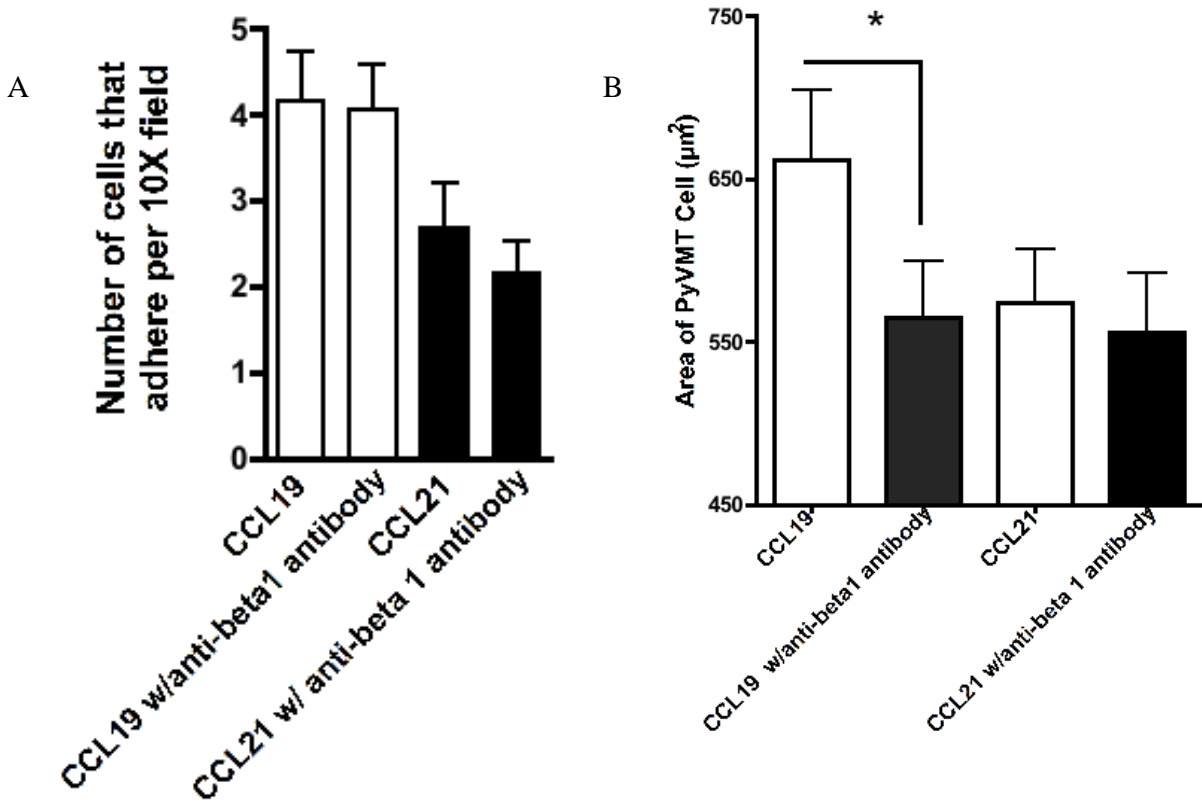 A
Number of cells that
adhere per 10X field
5
4
3
2
1
0
CCL19
CCL19 w/anti-beta1 antibody
CCL21
CCL21 w/ anti-beta 1 antibody
B
Area of PyVMT Cell (µm2)
750
650
550
450
*
CCL19
CCL19 w/anti-beta1 antibody
CCL21
CCL21 w/anti-beta 1 antibody